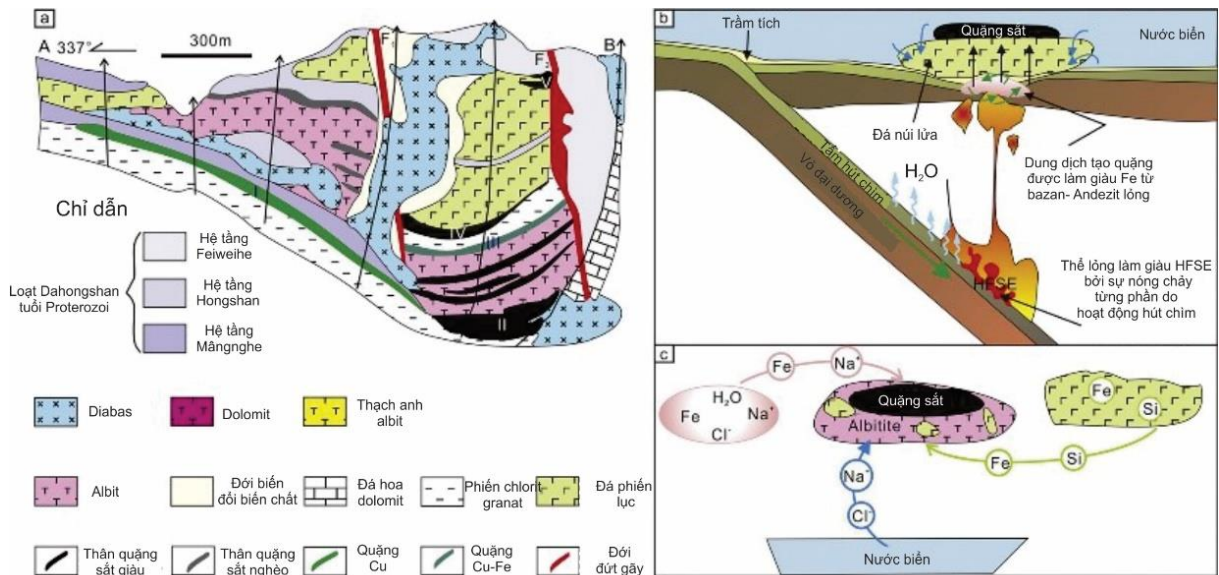 a
A 337°
300m
F₁
B
F₂
V
I
IV
III
II
Chỉ dẫn
Loạt Dahongshan
tuổi Proterozoi
Hệ tầng
Feiweihe
Hệ tầng
Hongshan
Hệ tầng
Mângnghe
Diabas
Dolomit
Thạch anh
albit
Albit
Đới biến
đổi biến chất
Đá hoa
dolomit
Phiến chlorit
granat
Đá phiến
lục
Thân quặng
sắt giàu
Thân quặng
sắt nghèo
Quặng
Cu
Quặng
Cu-Fe
Đới
đứt gãy
b
Trầm tích
Quặng sắt
Nước biển
Đá núi lửa
Dung dịch tạo quặng
được làm giàu Fe từ
bazan- Andezit lỏng
Tấm hút chìm
Vỏ đại dương
H₂O
HFSE
Thể lỏng làm giàu HFSE
bởi sự nóng chảy
từng phần do
hoạt động hút chìm
c
Fe
Na⁺
H₂O
Fe
Na⁺
Cl⁻
Quặng sắt
Albitite
Fe
Si
Fe
Si
Na⁺
Cl⁻
Nước biển